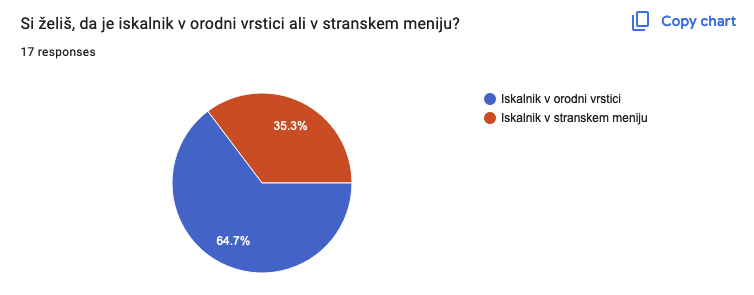 Si želiš, da je iskalnik v orodni vrstici ali v stranskem meniju?
Copy chart
17 responses
Iskalnik v orodni vrstici
Iskalnik v stranskem meniju
35.3%
64.7%